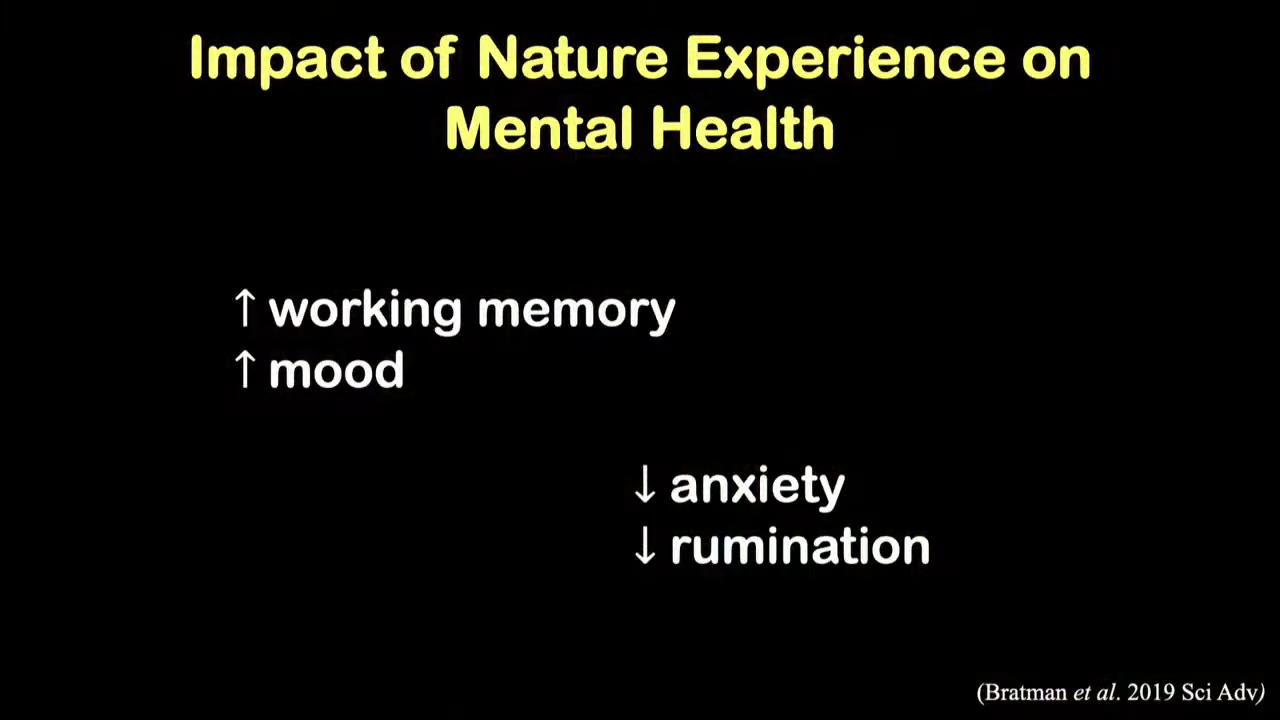 Impact of Nature Experience on
Mental Health
↑ working memory
↑ mood
↓ anxiety
↓ rumination
(Bratman et al. 2019 Sci Adv)